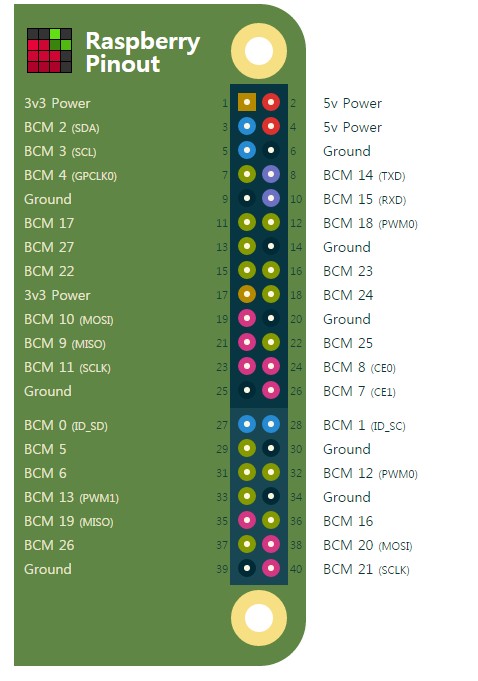 Raspberry
Pinout
3v3 Power 1 2 5v Power
BCM 2 (SDA) 3 4 5v Power
BCM 3 (SCL) 5 6 Ground
BCM 4 (GPCLK0) 7 8 BCM 14 (TXD)
Ground 9 10 BCM 15 (RXD)
BCM 17 11 12 BCM 18 (PWM0)
BCM 27 13 14 Ground
BCM 22 15 16 BCM 23
3v3 Power 17 18 BCM 24
BCM 10 (MOSI) 19 20 Ground
BCM 9 (MISO) 21 22 BCM 25
BCM 11 (SCLK) 23 24 BCM 8 (CE0)
Ground 25 26 BCM 7 (CE1)
BCM 0 (ID_SD) 27 28 BCM 1 (ID_SC)
BCM 5 29 30 Ground
BCM 6 31 32 BCM 12 (PWM0)
BCM 13 (PWM1) 33 34 Ground
BCM 19 (MISO) 35 36 BCM 16
BCM 26 37 38 BCM 20 (MOSI)
Ground 39 40 BCM 21 (SCLK)